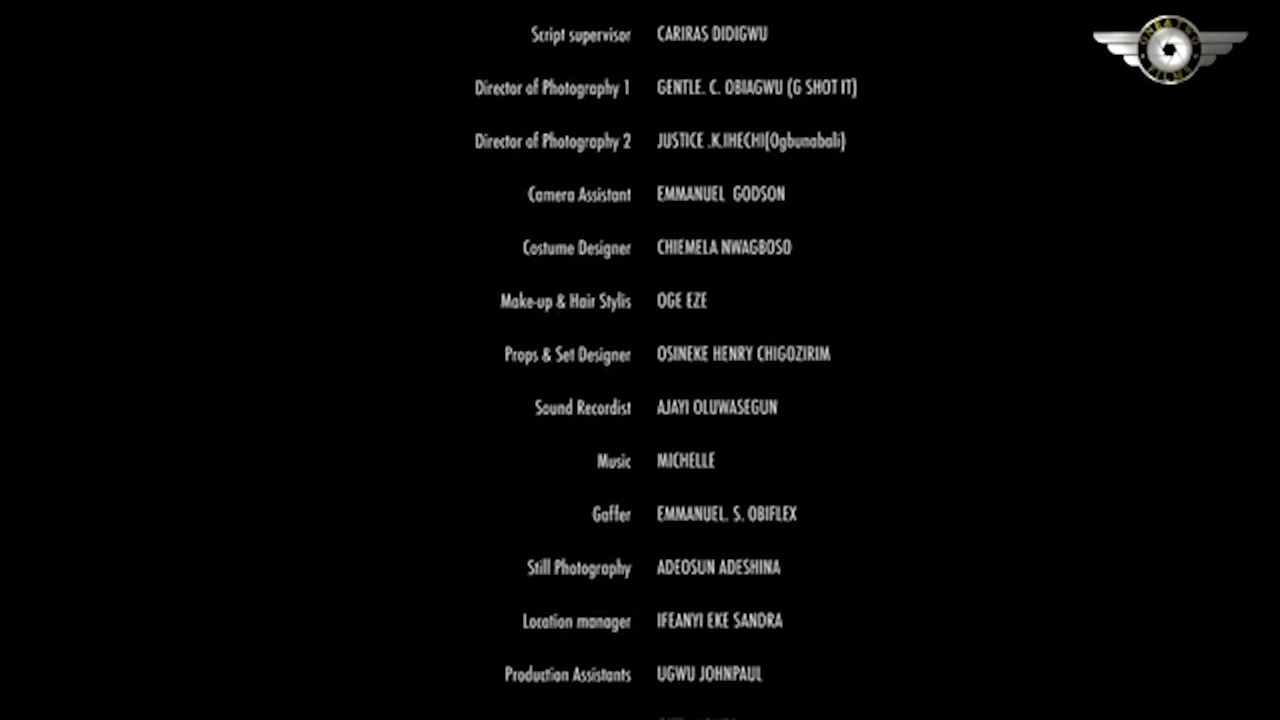 Script supervisor CARIRAS DIDIGWU
Director of Photography 1 GENTLE. C. OBIAGWU (G SHOT IT)
Director of Photography 2 JUSTICE .K.IHECHI(Ogbunabali)
Camera Assistant EMMANUEL GODSON
Costume Designer CHIEMELA NWAGBOSO
Make-up & Hair Stylis OGE EZE
Props & Set Designer OSINEKE HENRY CHIGOZIRIM
Sound Recordist AJAYI OLUWASEGUN
Music MICHELLE
Gaffer EMMANUEL. S. OBIFLEX
Still Photography ADEOSUN ADESHINA
Location manager IFEANYI EKE SANDRA
Production Assistants UGWU JOHNPAUL
FILMS